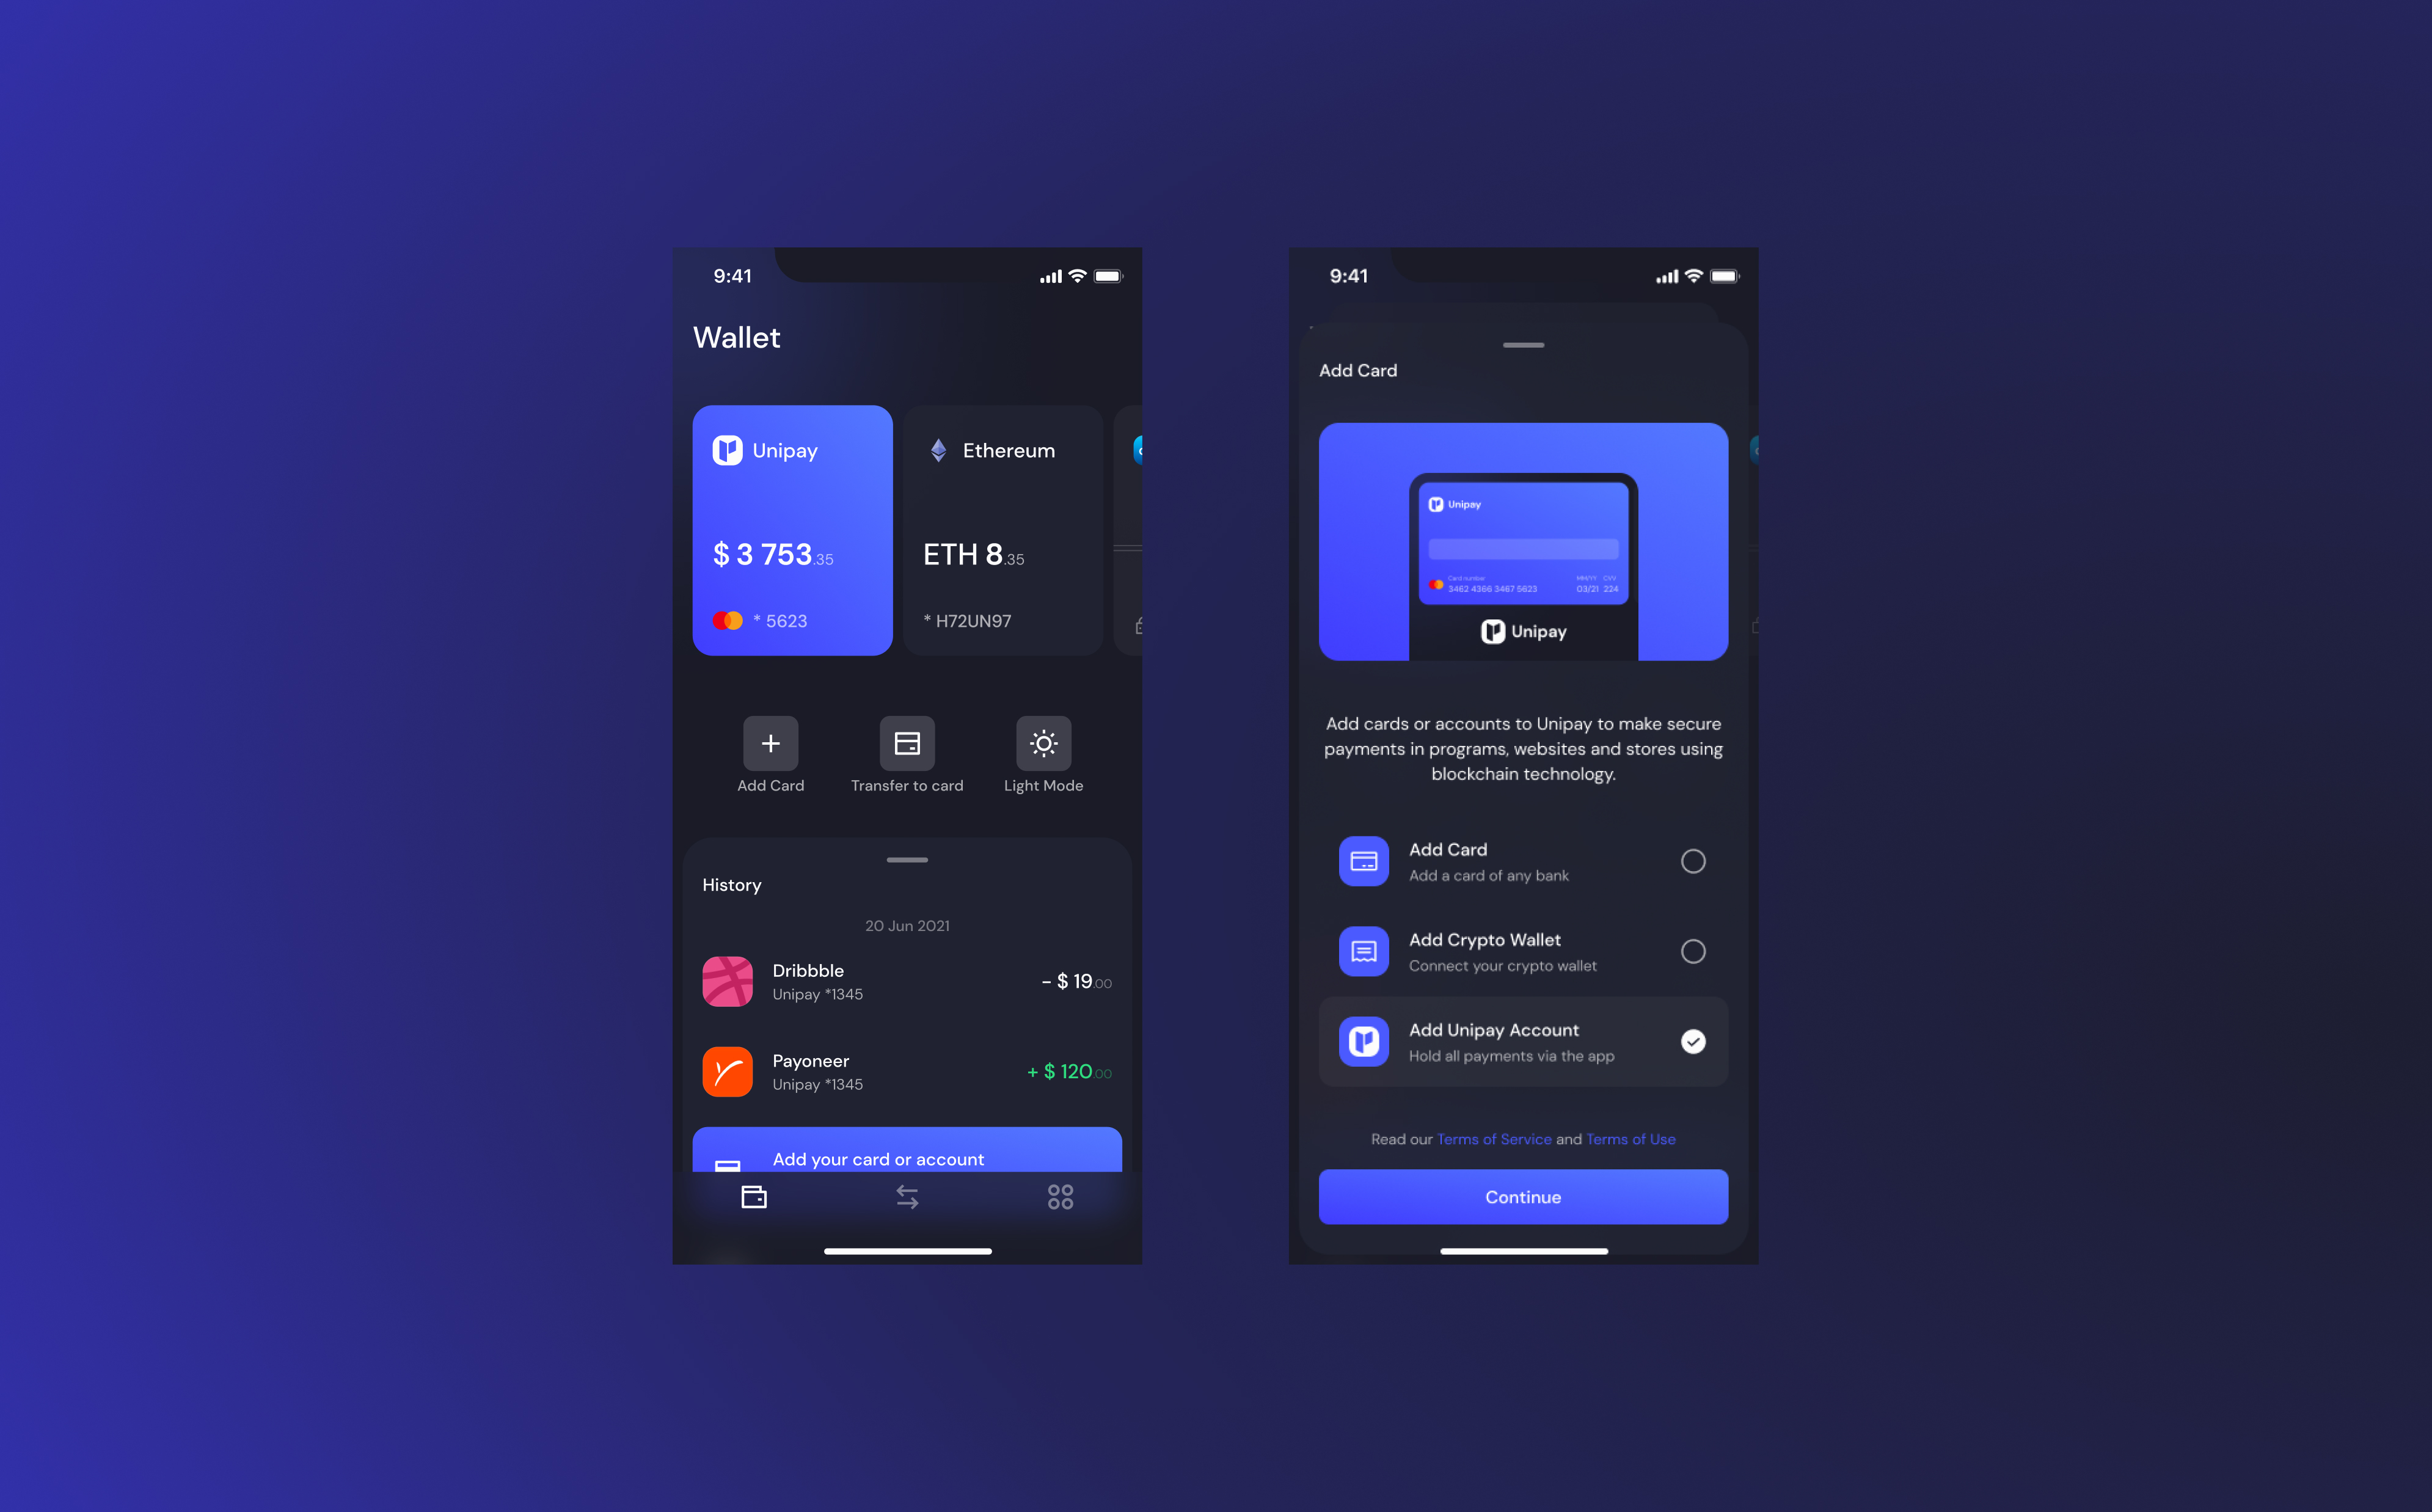 9:41
Wallet
Unipay
$ 3 753.35
* 5623
Ethereum
ETH 8.35
* H72UN97
Add Card
Transfer to card
Light Mode
History
20 Jun 2021
Dribbble
Unipay *1345
- $ 19.00
Payoneer
Unipay *1345
+ $ 120.00
Add your card or account
9:41
Add Card
Unipay
Card number
MM/YY CVV
3462 4366 3467 5623
03/21 224
Unipay
Add cards or accounts to Unipay to make secure
payments in programs, websites and stores using
blockchain technology.
Add Card
Add a card of any bank
Add Crypto Wallet
Connect your crypto wallet
Add Unipay Account
Hold all payments via the app
Read our Terms of Service and Terms of Use
Continue